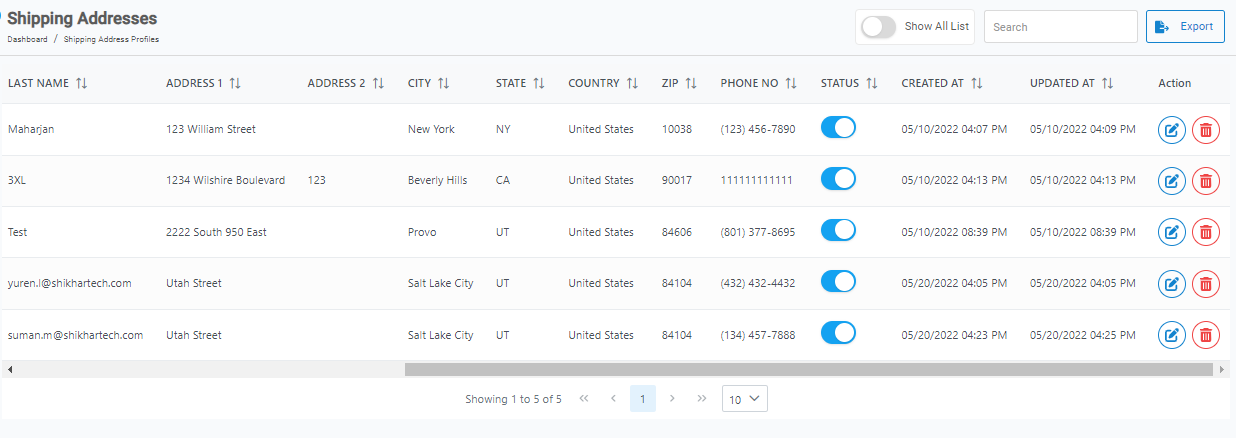 Shipping Addresses
Dashboard / Shipping Address Profiles
Show All List
Search
Export
LAST NAME ADDRESS 1 ADDRESS 2 CITY STATE COUNTRY ZIP PHONE NO STATUS CREATED AT UPDATED AT Action
Maharjan 123 William Street New York NY United States 10038 (123) 456-7890 05/10/2022 04:07 PM 05/10/2022 04:09 PM
3XL 1234 Wilshire Boulevard 123 Beverly Hills CA United States 90017 111111111111 05/10/2022 04:13 PM 05/10/2022 04:13 PM
Test 2222 South 950 East Provo UT United States 84606 (801) 377-8695 05/10/2022 08:39 PM 05/10/2022 08:39 PM
yuren.l@shikhartech.com Utah Street Salt Lake City UT United States 84104 (432) 432-4432 05/20/2022 04:05 PM 05/20/2022 04:05 PM
suman.m@shikhartech.com Utah Street Salt Lake City UT United States 84104 (134) 457-7888 05/20/2022 04:23 PM 05/20/2022 04:25 PM
Showing 1 to 5 of 5 << < 1 > >> 10